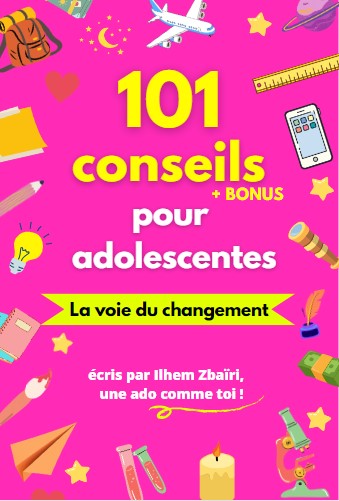 101
conseils
+ BONUS
pour
adolescentes
La voie du changement
écris par Ilhem Zbaïri,
une ado comme toi !